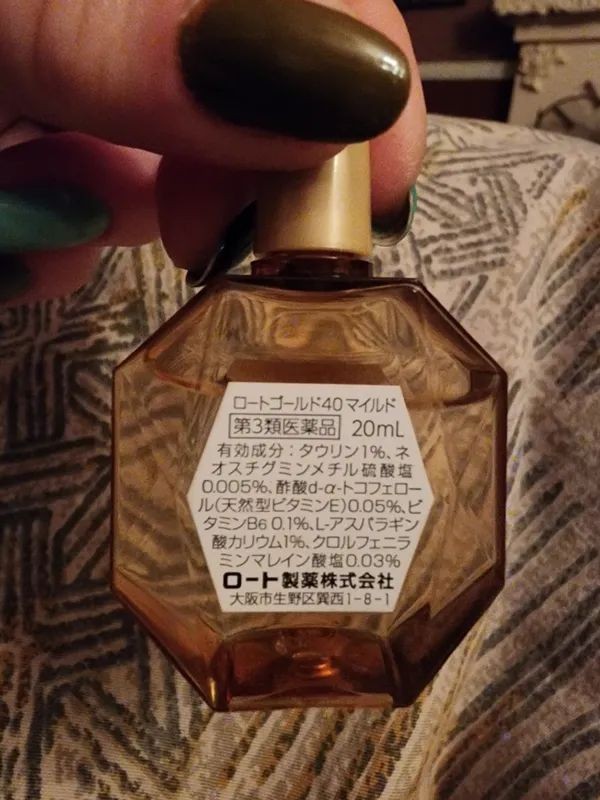 ロートゴールド40マイルド
第3類医薬品 20mL
有効成分：タウリン1%、ネ
オスチグミンメチル硫酸塩
0.005%、酢酸d-α-トコフェロー
ル(天然型ビタミンE)0.05%、ビ
タミンB6 0.1%、L-アスパラギン
酸カリウム1%、クロルフェニラ
ミンマレイン酸塩0.03%
ロート製薬株式会社
大阪市生野区巽西1-8-1